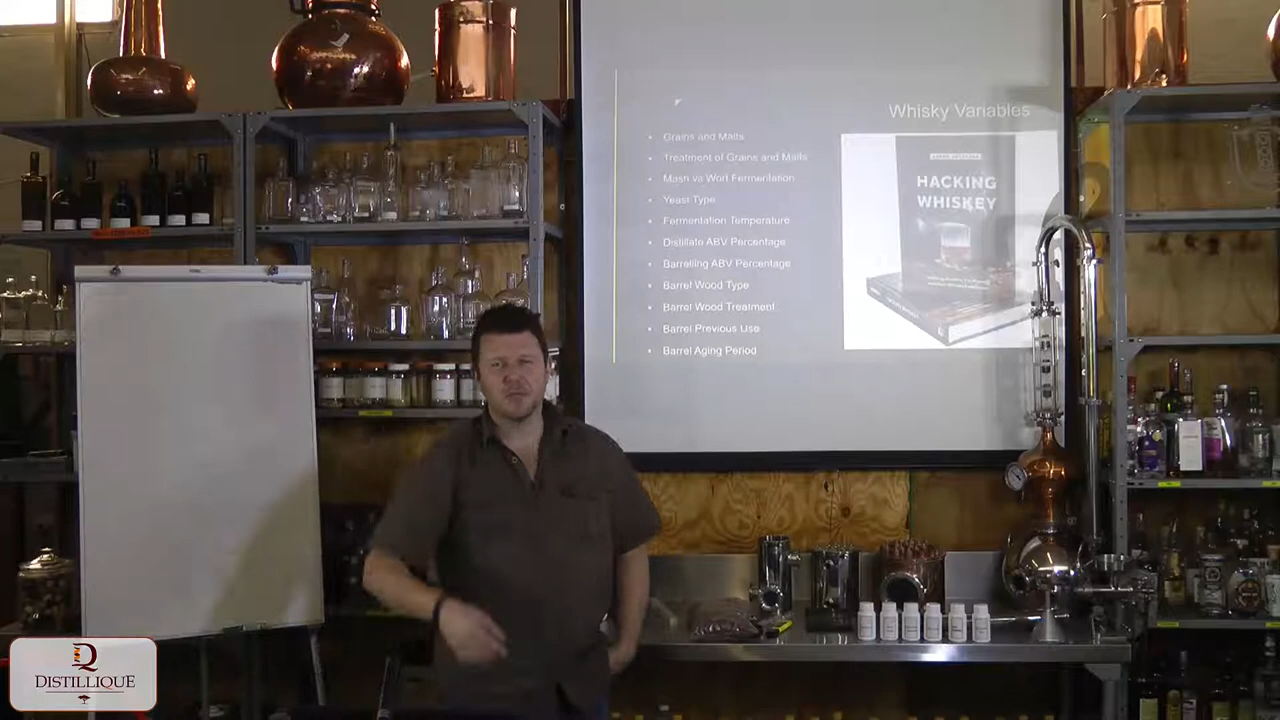 Whisky Variables
Grains and Malts
Treatment of Grains and Malts
Mash vs Wort Fermentation
Yeast Type
Fermentation Temperature
Distillate ABV Percentage
Barrelling ABV Percentage
Barrel Wood Type
Barrel Wood Treatment
Barrel Previous Use
Barrel Aging Period
HACKING
WHISKEY
DISTILLIQUE